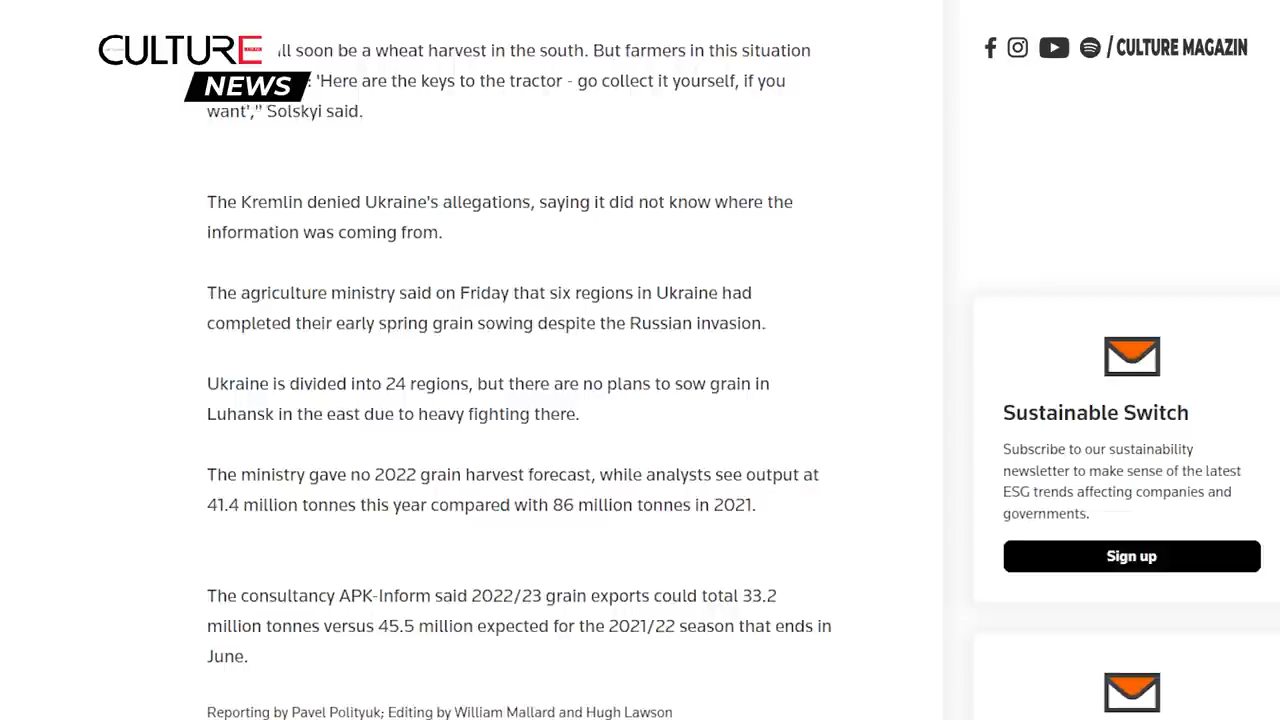 CULTURE
NEWS
ll soon be a wheat harvest in the south. But farmers in this situation
: 'Here are the keys to the tractor - go collect it yourself, if you
want'," Solskyi said.
The Kremlin denied Ukraine's allegations, saying it did not know where the
information was coming from.
The agriculture ministry said on Friday that six regions in Ukraine had
completed their early spring grain sowing despite the Russian invasion.
Ukraine is divided into 24 regions, but there are no plans to sow grain in
Luhansk in the east due to heavy fighting there.
The ministry gave no 2022 grain harvest forecast, while analysts see output at
41.4 million tonnes this year compared with 86 million tonnes in 2021.
The consultancy APK-Inform said 2022/23 grain exports could total 33.2
million tonnes versus 45.5 million expected for the 2021/22 season that ends in
June.
Reporting by Pavel Polityuk; Editing by William Mallard and Hugh Lawson
/ CULTURE MAGAZIN
Sustainable Switch
Subscribe to our sustainability
newsletter to make sense of the latest
ESG trends affecting companies and
governments.
Sign up